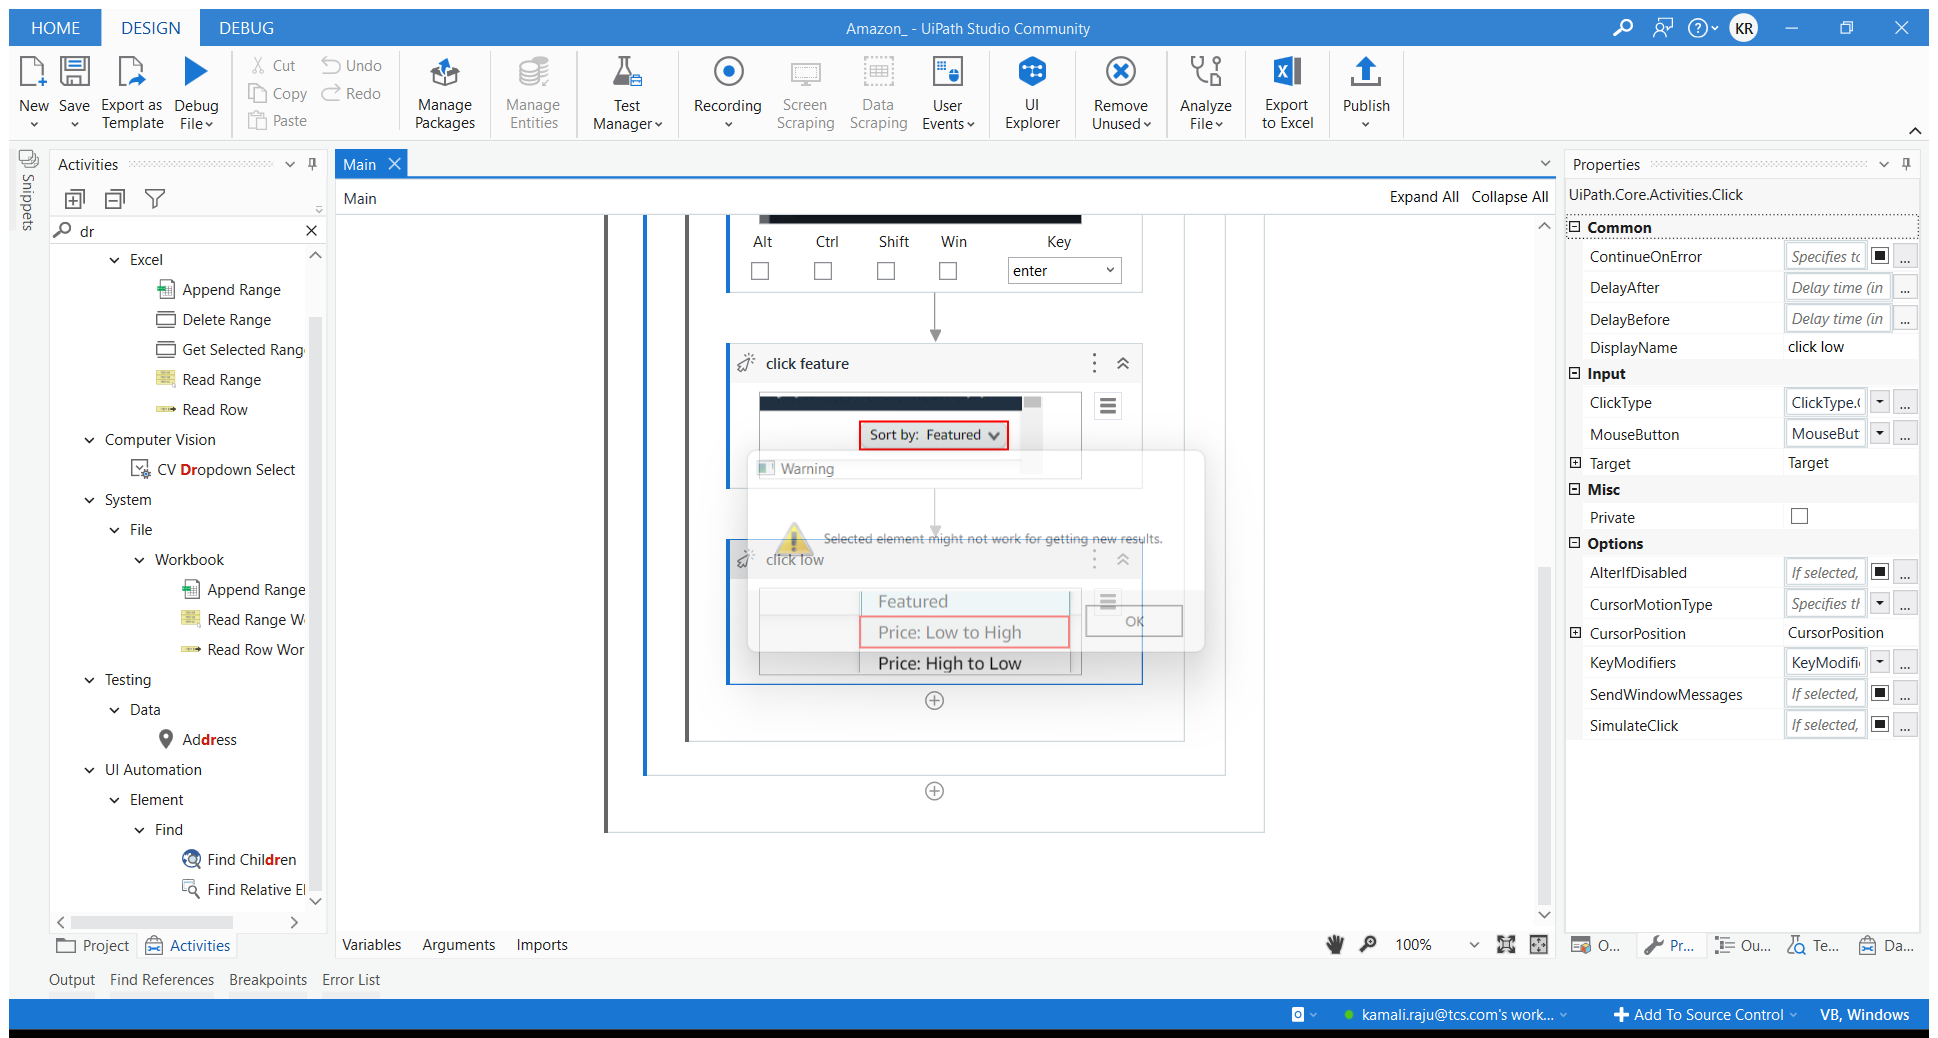 HOME DESIGN DEBUG Amazon_ - UiPath Studio Community KR
New Save Export as Template Debug File Cut Copy Paste Undo Redo Manage Packages Manage Entities Test Manager Recording Screen Scraping Data Scraping User Events UI Explorer Remove Unused Analyze File Export to Excel Publish
Snippets
Activities
dr
Excel
Append Range
Delete Range
Get Selected Rang
Read Range
Read Row
Computer Vision
CV Dropdown Select
System
File
Workbook
Append Range
Read Range W
Read Row Wor
Testing
Data
Address
UI Automation
Element
Find
Find Children
Find Relative El
Project Activities
Main
Main Expand All Collapse All
Alt Ctrl Shift Win Key
enter
click feature
Sort by: Featured
Warning
Selected element might not work for getting new results.
click low
Featured
OK
Price: Low to High
Price: High to Low
Variables Arguments Imports 100%
Properties
UiPath.Core.Activities.Click
Common
ContinueOnError Specifies to ...
DelayAfter Delay time (in ...
DelayBefore Delay time (in ...
DisplayName click low
Input
ClickType ClickType.( ...
MouseButton MouseBut ...
Target Target
Misc
Private
Options
AlterIfDisabled If selected, ...
CursorMotionType Specifies th ...
CursorPosition CursorPosition
KeyModifiers KeyModifi ...
SendWindowMessages If selected, ...
SimulateClick If selected, ...
O... Pr... Ou... Te... Da...
Output Find References Breakpoints Error List
kamali.raju@tcs.com's work... Add To Source Control VB, Windows